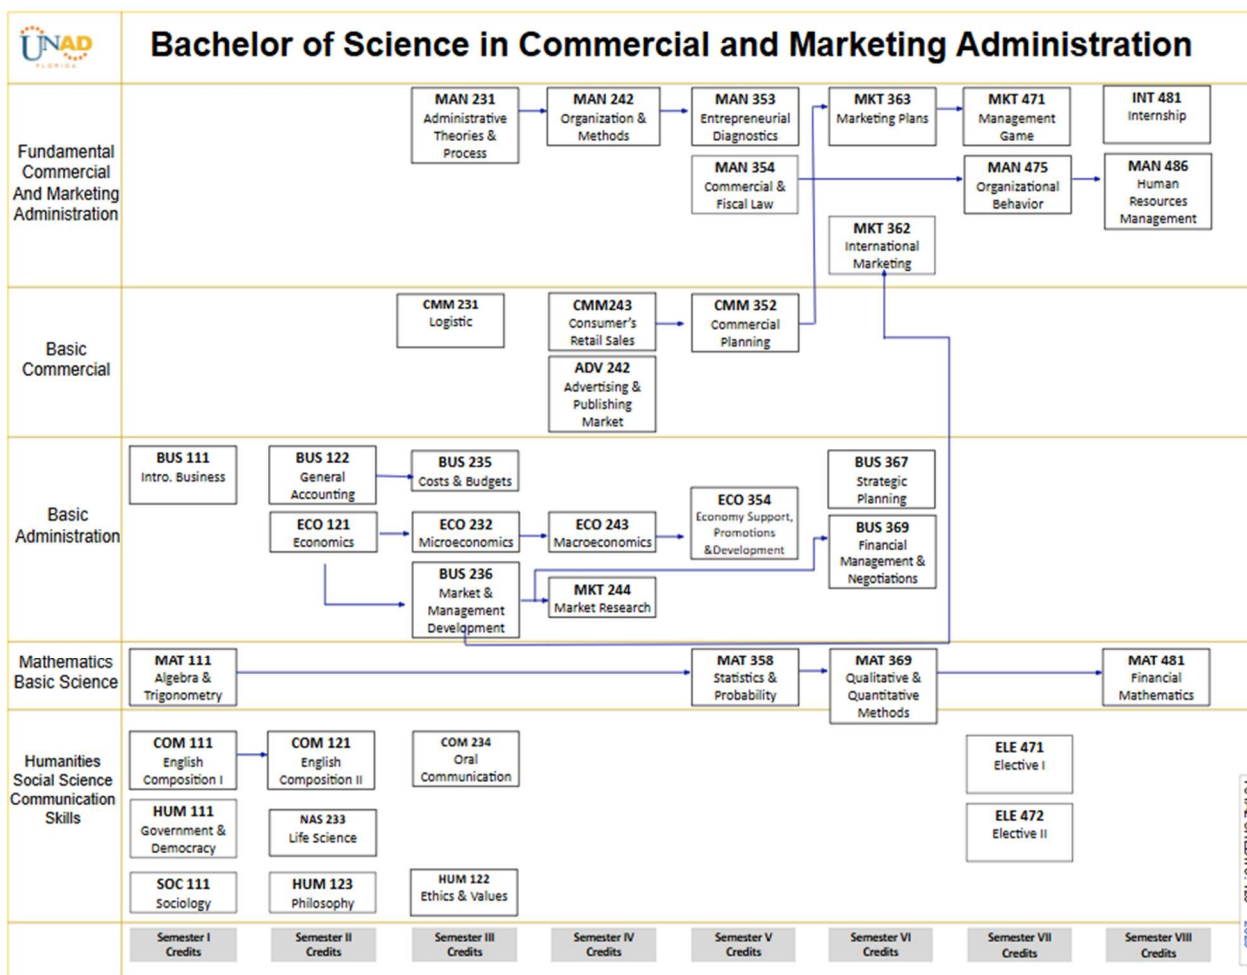 UNAD
FLORIDA
Bachelor of Science in Commercial and Marketing Administration
Fundamental
Commercial
And Marketing
Administration
MAN 231
Administrative
Theories &
Process
MAN 242
Organization &
Methods
MAN 353
Entrepreneurial
Diagnostics
MKT 363
Marketing Plans
MKT 471
Management
Game
INT 481
Internship
MAN 354
Commercial &
Fiscal Law
MAN 475
Organizational
Behavior
MAN 486
Human
Resources
Management
MKT 362
International
Marketing
Basic
Commercial
CMM 231
Logistic
CMM243
Consumer's
Retail Sales
CMM 352
Commercial
Planning
ADV 242
Advertising &
Publishing
Market
Basic
Administration
BUS 111
Intro. Business
BUS 122
General
Accounting
BUS 235
Costs & Budgets
BUS 367
Strategic
Planning
ECO 121
Economics
ECO 232
Microeconomics
ECO 243
Macroeconomics
ECO 354
Economy Support,
Promotions
&Development
BUS 369
Financial
Management &
Negotiations
BUS 236
Market &
Management
Development
MKT 244
Market Research
Mathematics
Basic Science
MAT 111
Algebra &
Trigonometry
MAT 358
Statistics &
Probability
MAT 369
Qualitative &
Quantitative
Methods
MAT 481
Financial
Mathematics
Humanities
Social Science
Communication
Skills
COM 111
English
Composition I
COM 121
English
Composition II
COM 234
Oral
Communication
ELE 471
Elective I
HUM 111
Government &
Democracy
NAS 233
Life Science
ELE 472
Elective II
SOC 111
Sociology
HUM 123
Philosophy
HUM 122
Ethics & Values
Semester I
Credits
Semester II
Credits
Semester III
Credits
Semester IV
Credits
Semester V
Credits
Semester VI
Credits
Semester VII
Credits
Semester VIII
Credits